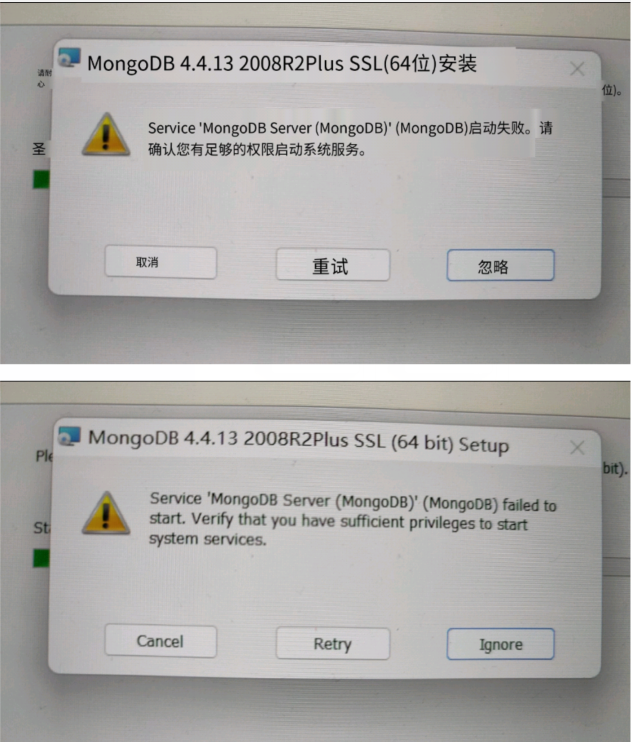 MongoDB 4.4.13 2008R2Plus SSL(64位)安装
请耐
心
位)。
Service 'MongoDB Server (MongoDB)' (MongoDB)启动失败。请
确认您有足够的权限启动系统服务。
圣
取消
重试
忽略
MongoDB 4.4.13 2008R2Plus SSL (64 bit) Setup
Ple
bit).
Service 'MongoDB Server (MongoDB)' (MongoDB) failed to
start. Verify that you have sufficient privileges to start
system services.
Sta
Cancel
Retry
Ignore